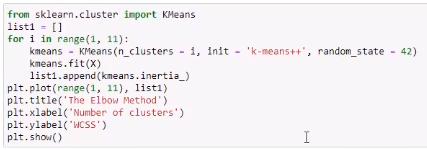 from sklearn.cluster import KMeans
list1 = []
for i in range(1, 11):
    kmeans = KMeans(n_clusters = i, init = 'k-means++', random_state = 42)
    kmeans.fit(X)
    list1.append(kmeans.inertia_)
plt.plot(range(1, 11), list1)
plt.title('The Elbow Method')
plt.xlabel('Number of clusters')
plt.ylabel('WCSS')
plt.show()